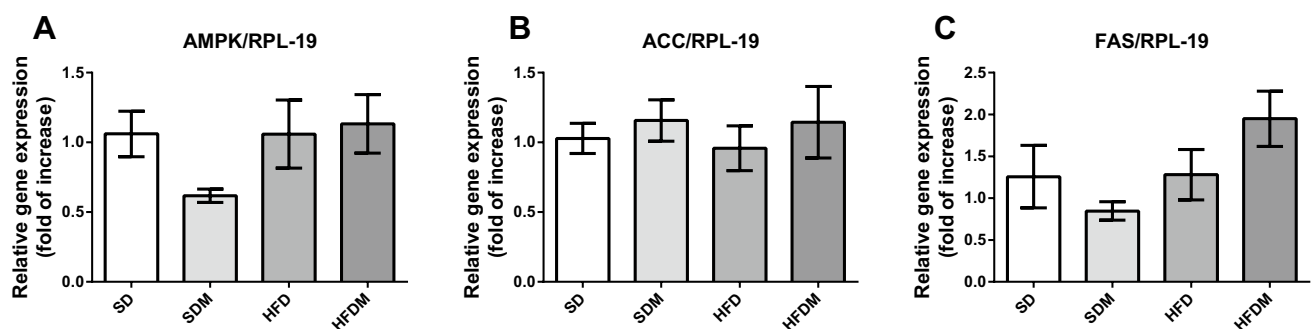 A
AMPK/RPL-19
Relative gene expression
(fold of increase)
1.5
1.0
0.5
0.0
SD
SDM
HFD
HFDM
B
ACC/RPL-19
Relative gene expression
(fold of increase)
1.5
1.0
0.5
0.0
SD
SDM
HFD
HFDM
C
FAS/RPL-19
Relative gene expression
(fold of increase)
2.5
2.0
1.5
1.0
0.5
0.0
SD
SDM
HFD
HFDM